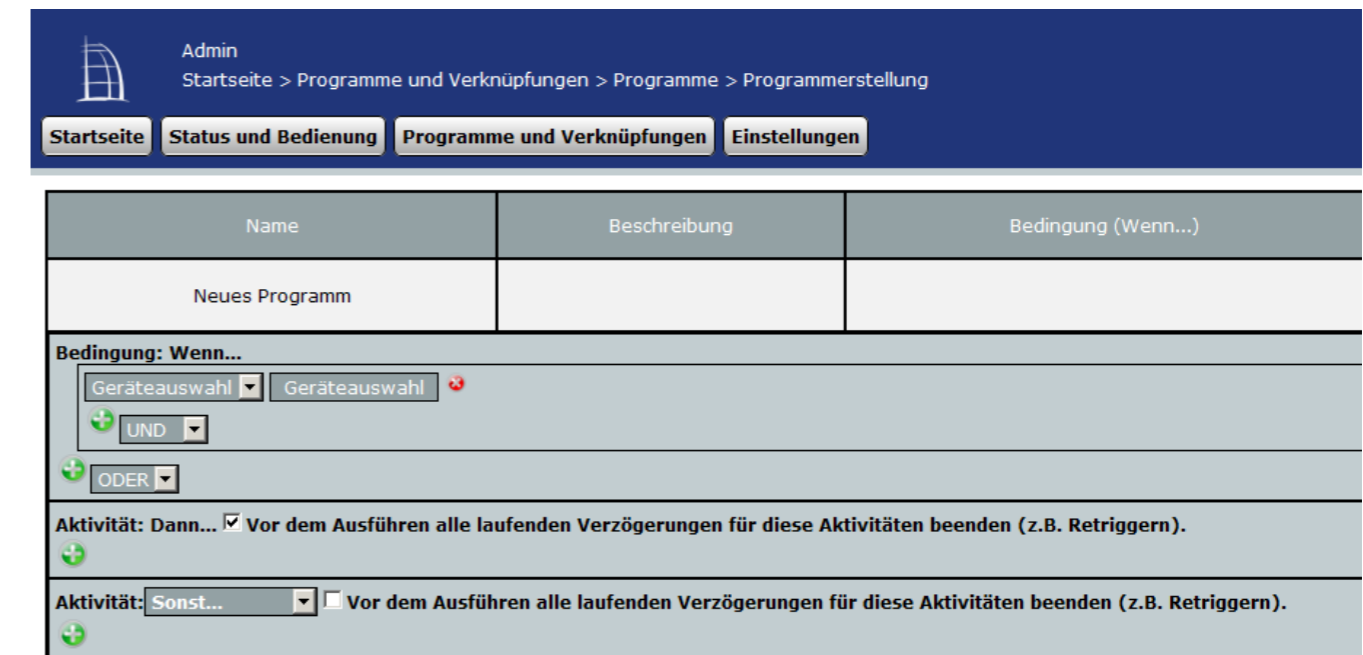 Admin
Startseite > Programme und Verknüpfungen > Programme > Programmerstellung
Startseite Status und Bedienung Programme und Verknüpfungen Einstellungen
Name Beschreibung Bedingung (Wenn...)
Neues Programm
Bedingung: Wenn...
Geräteauswahl Geräteauswahl
UND
ODER
Aktivität: Dann... Vor dem Ausführen alle laufenden Verzögerungen für diese Aktivitäten beenden (z.B. Retriggern).
Aktivität: Sonst... Vor dem Ausführen alle laufenden Verzögerungen für diese Aktivitäten beenden (z.B. Retriggern).